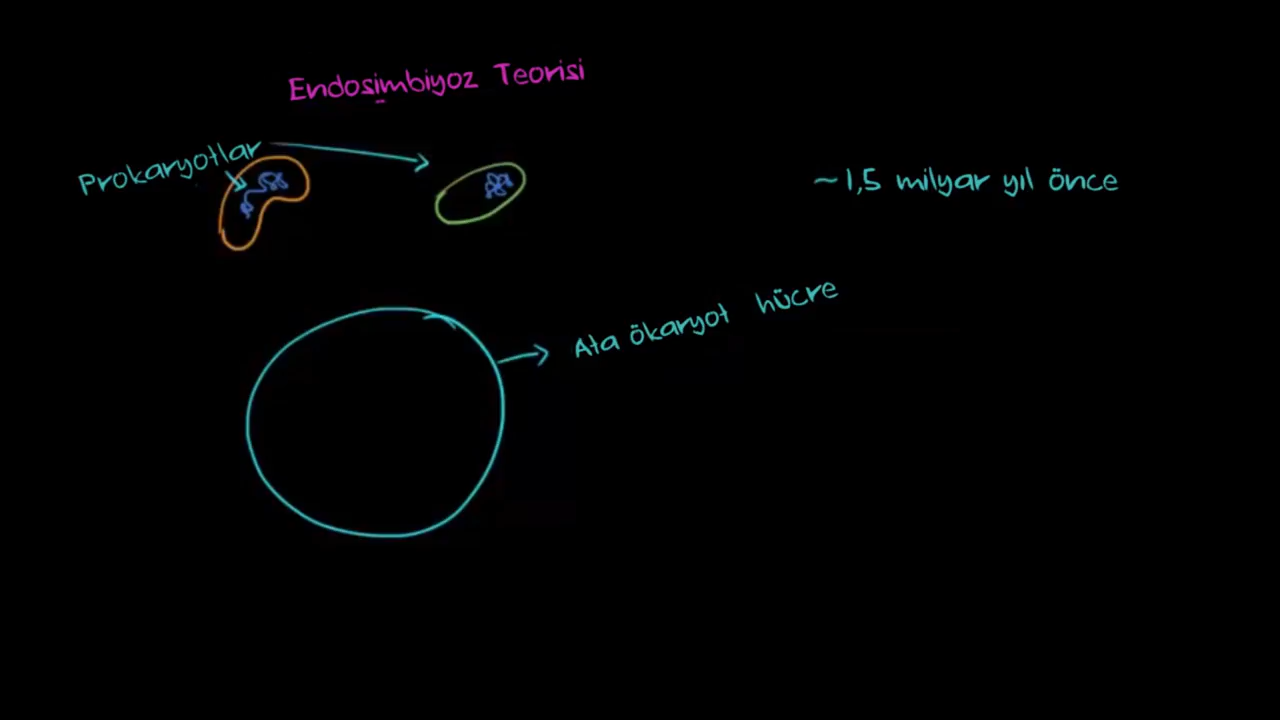 Endosimbiyoz Teorisi
Prokaryotlar
~1,5 milyar yıl önce
Ata ökaryot hücre